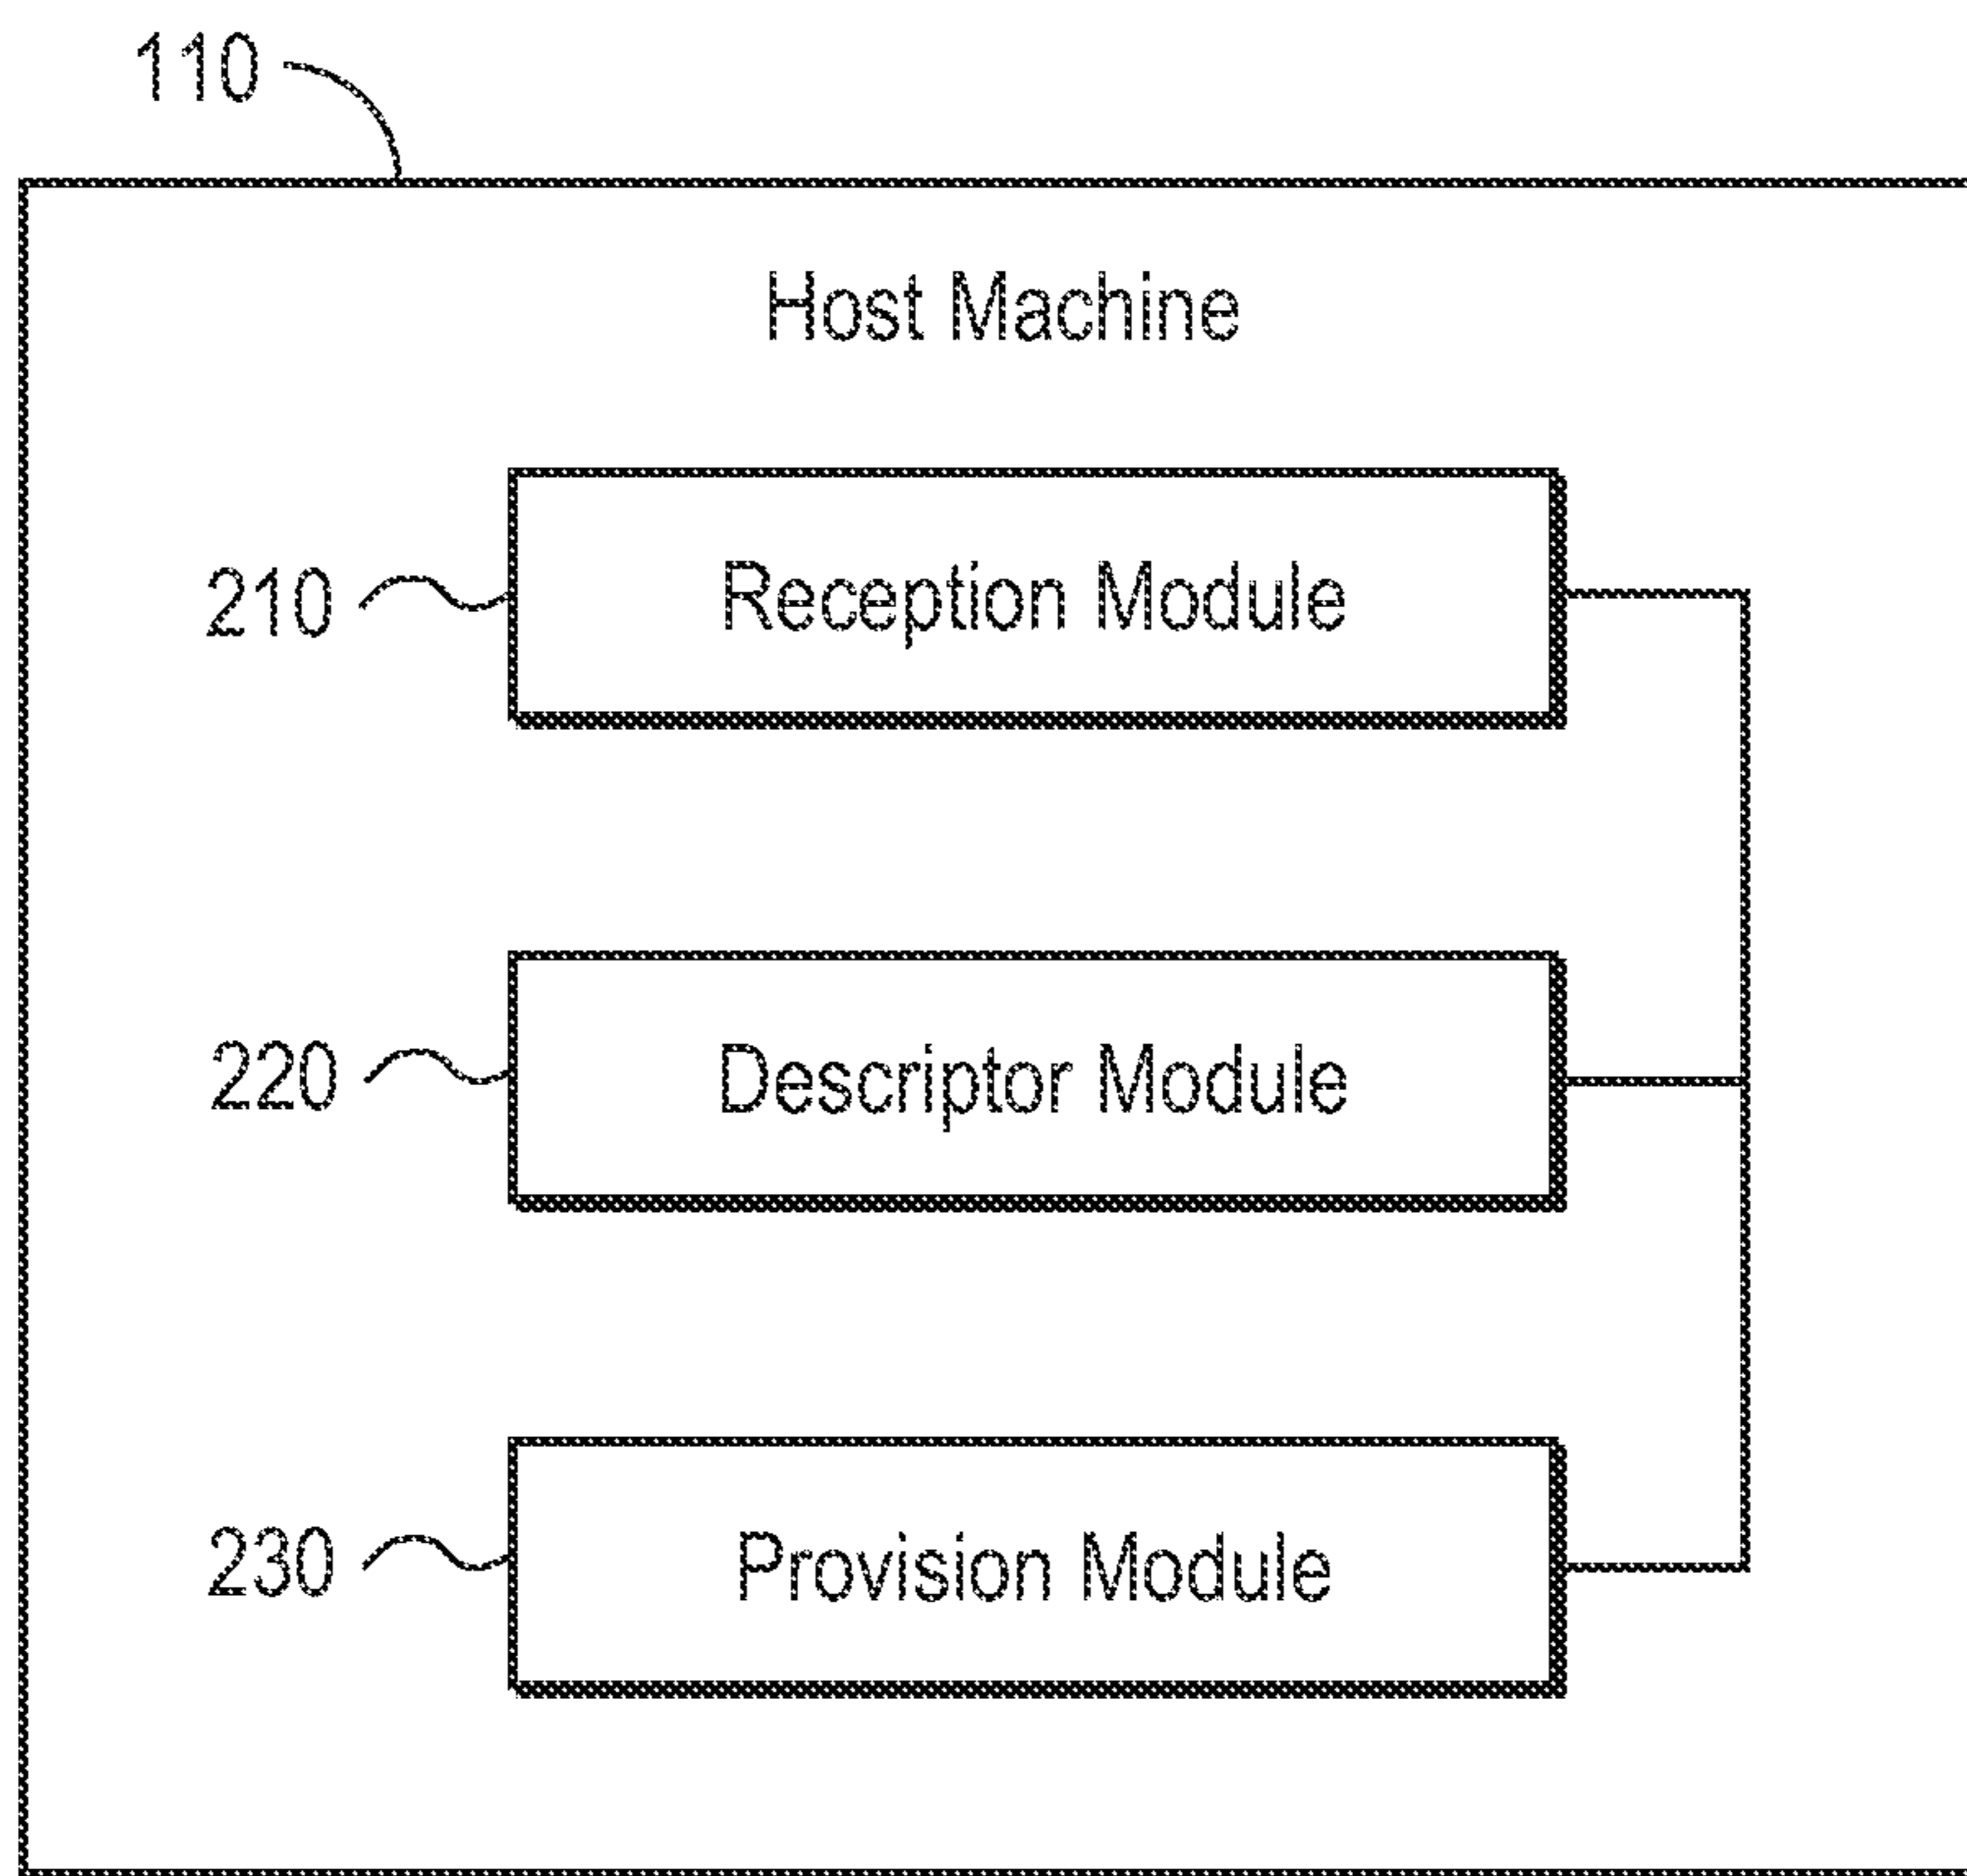 110
Host Machine
210 Reception Module
220 Descriptor Module
230 Provision Module